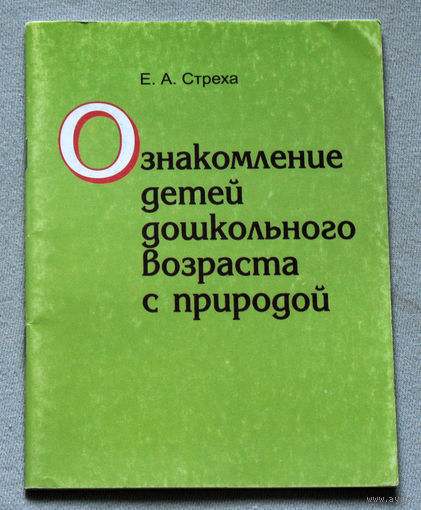 Е. А. Стреха
Ознакомление
детей
дошкольного
возраста
с природой